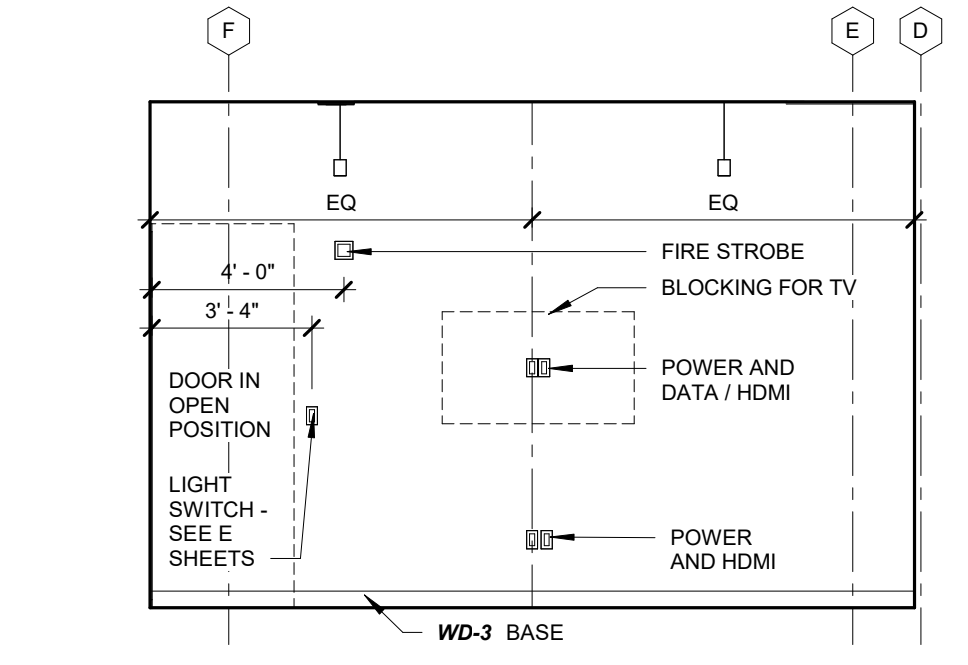 F
E
D
EQ
EQ
FIRE STROBE
4' - 0"
BLOCKING FOR TV
3' - 4"
POWER AND
DATA / HDMI
DOOR IN
OPEN
POSITION
LIGHT
SWITCH -
SEE E
SHEETS
POWER
AND HDMI
WD-3 BASE